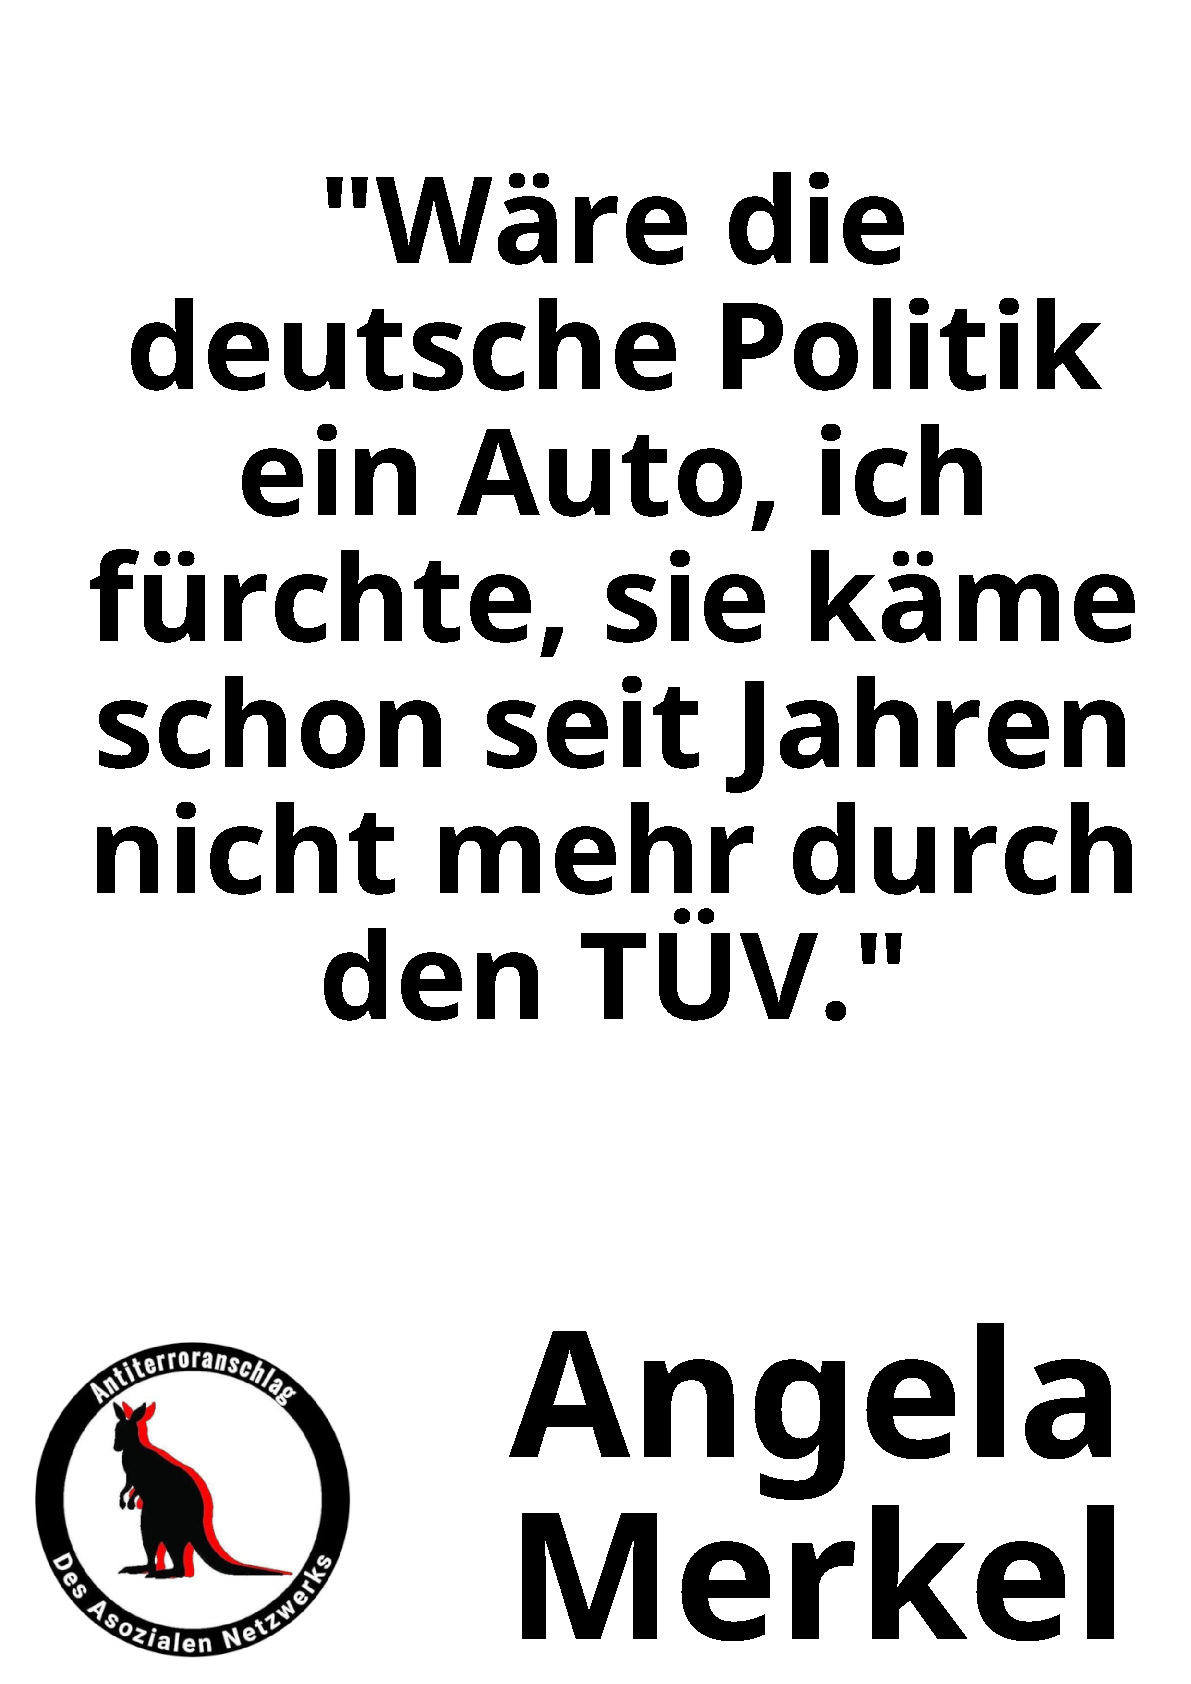 "Wäre die
deutsche Politik
ein Auto, ich
fürchte, sie käme
schon seit Jahren
nicht mehr durch
den TÜV."
Angela
Merkel
Antiterroranschlag
Des Asozialen Netzwerks